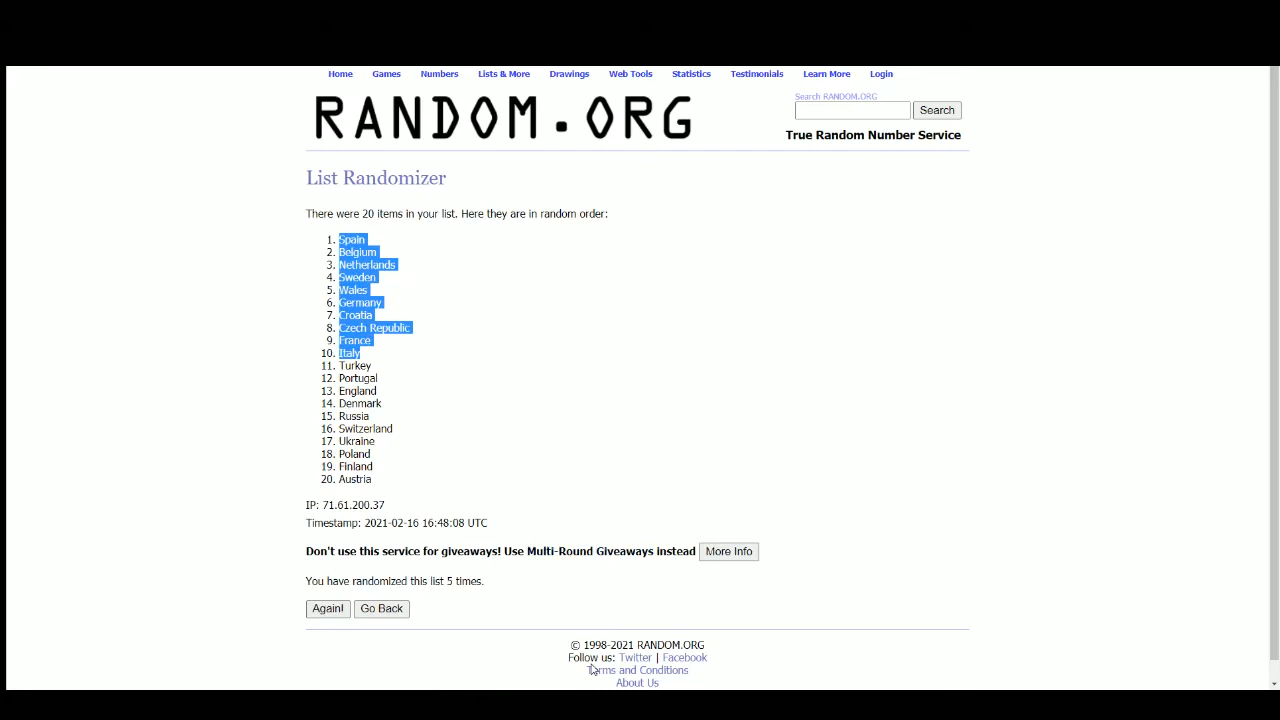 Home Games Numbers Lists & More Drawings Web Tools Statistics Testimonials Learn More Login
RANDOM.ORG
Search RANDOM.ORG
Search
True Random Number Service
List Randomizer
There were 20 items in your list. Here they are in random order:
1. Spain
2. Belgium
3. Netherlands
4. Sweden
5. Wales
6. Germany
7. Croatia
8. Czech Republic
9. France
10. Italy
11. Turkey
12. Portugal
13. England
14. Denmark
15. Russia
16. Switzerland
17. Ukraine
18. Poland
19. Finland
20. Austria
IP: 71.61.200.37
Timestamp: 2021-02-16 16:48:08 UTC
Don't use this service for giveaways! Use Multi-Round Giveaways instead More Info
You have randomized this list 5 times.
Again! Go Back
© 1998-2021 RANDOM.ORG
Follow us: Twitter | Facebook
Terms and Conditions
About Us